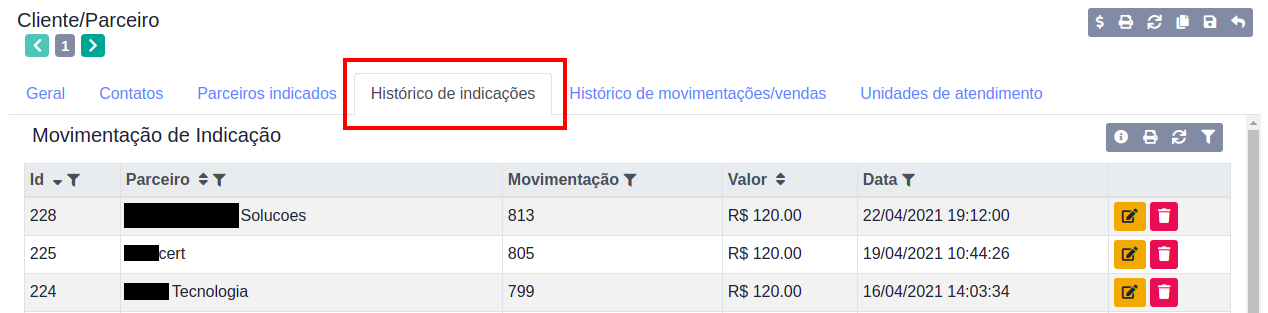 Cliente/Parceiro
1
Geral Contatos Parceiros indicados Histórico de indicações Histórico de movimentações/vendas Unidades de atendimento
Movimentação de Indicação
Id Parceiro Movimentação Valor Data
228 Solucoes 813 R$ 120.00 22/04/2021 19:12:00
225 cert 805 R$ 120.00 19/04/2021 10:44:26
224 Tecnologia 799 R$ 120.00 16/04/2021 14:03:34